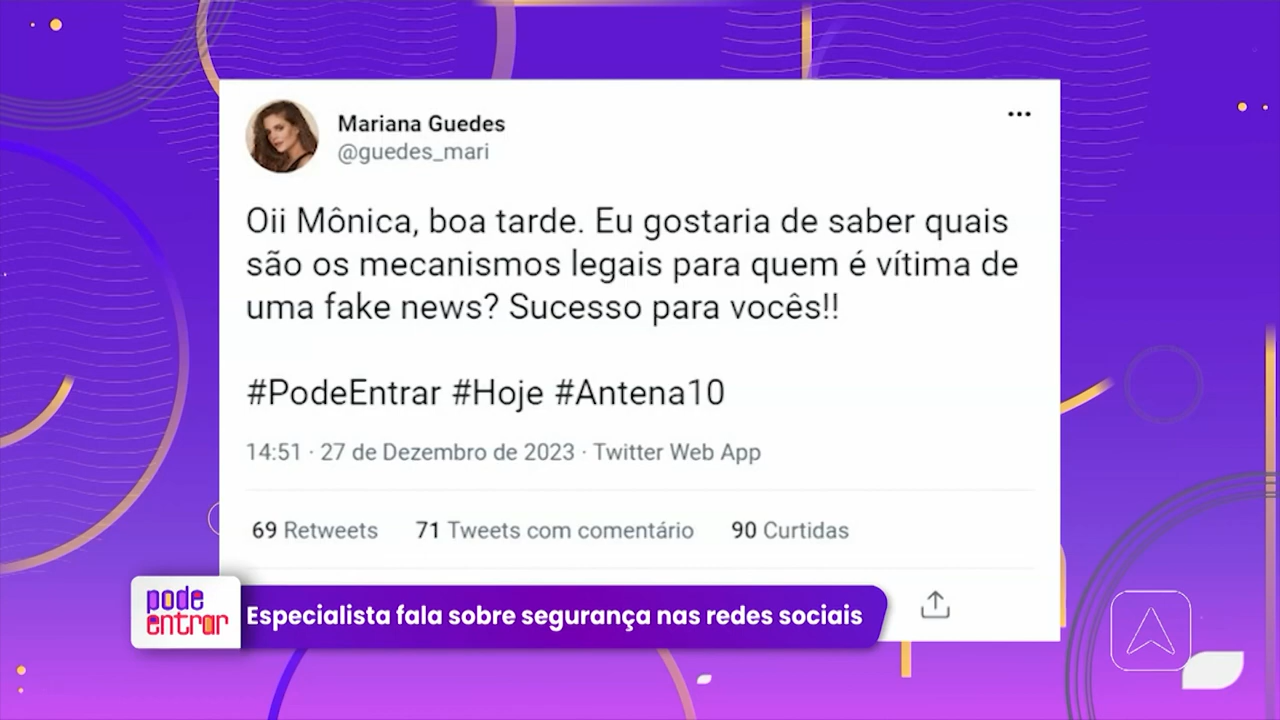 Mariana Guedes
@guedes_mari
Oii Mônica, boa tarde. Eu gostaria de saber quais
são os mecanismos legais para quem é vítima de
uma fake news? Sucesso para vocês!!
#PodeEntrar #Hoje #Antena10
14:51 · 27 de Dezembro de 2023 · Twitter Web App
69 Retweets 71 Tweets com comentário 90 Curtidas
pode
entrar
Especialista fala sobre segurança nas redes sociais